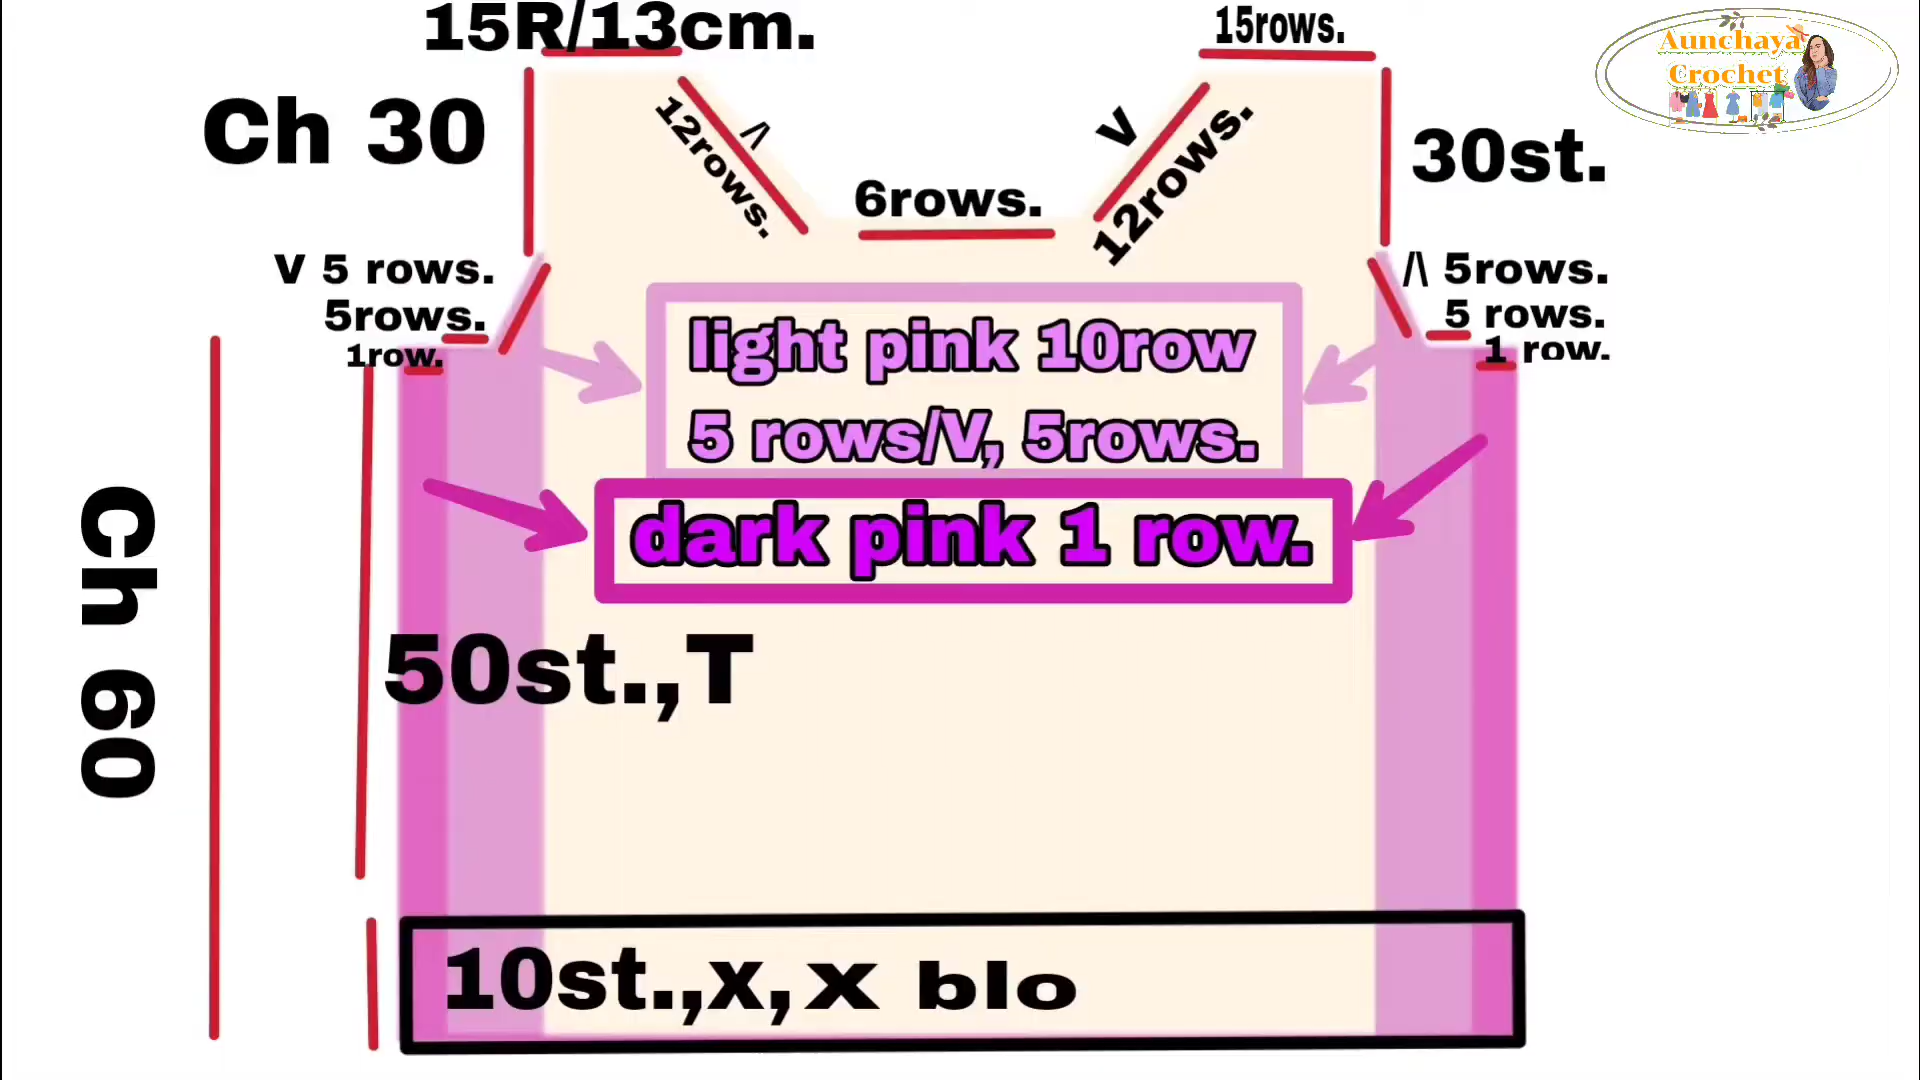 15R/13cm.
15rows.
Aunchaya
Crochet
Ch 30
/\
12rows.
V
12rows.
30st.
6rows.
V 5 rows.
5rows.
1row.
/\ 5rows.
5 rows.
1 row.
light pink 10row
5 rows/V, 5rows.
dark pink 1 row.
Ch 60
50st.,T
10st.,x,X blo